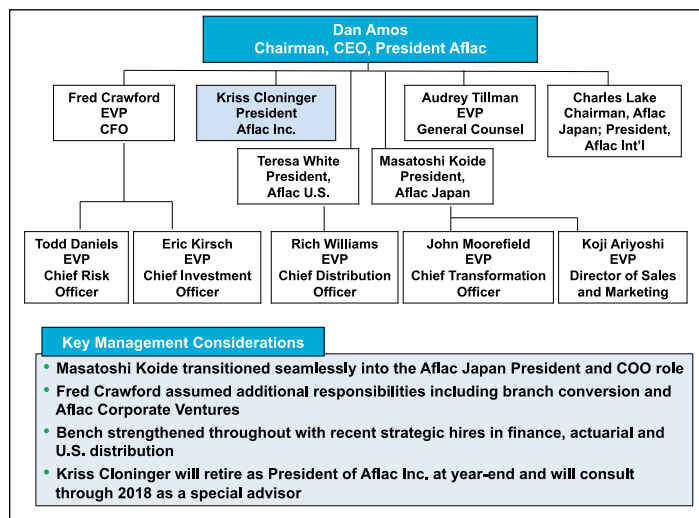 Dan Amos
Chairman, CEO, President Aflac
Fred Crawford
EVP
CFO
Kriss Cloninger
President
Aflac Inc.
Audrey Tillman
EVP
General Counsel
Charles Lake
Chairman, Aflac
Japan; President,
Aflac Int'l
Teresa White
President,
Aflac U.S.
Masatoshi Koide
President,
Aflac Japan
Todd Daniels
EVP
Chief Risk
Officer
Eric Kirsch
EVP
Chief Investment
Officer
Rich Williams
EVP
Chief Distribution
Officer
John Moorefield
EVP
Chief Transformation
Officer
Koji Ariyoshi
EVP
Director of Sales
and Marketing
Key Management Considerations
• Masatoshi Koide transitioned seamlessly into the Aflac Japan President and COO role
• Fred Crawford assumed additional responsibilities including branch conversion and
Aflac Corporate Ventures
• Bench strengthened throughout with recent strategic hires in finance, actuarial and
U.S. distribution
• Kriss Cloninger will retire as President of Aflac Inc. at year-end and will consult
through 2018 as a special advisor